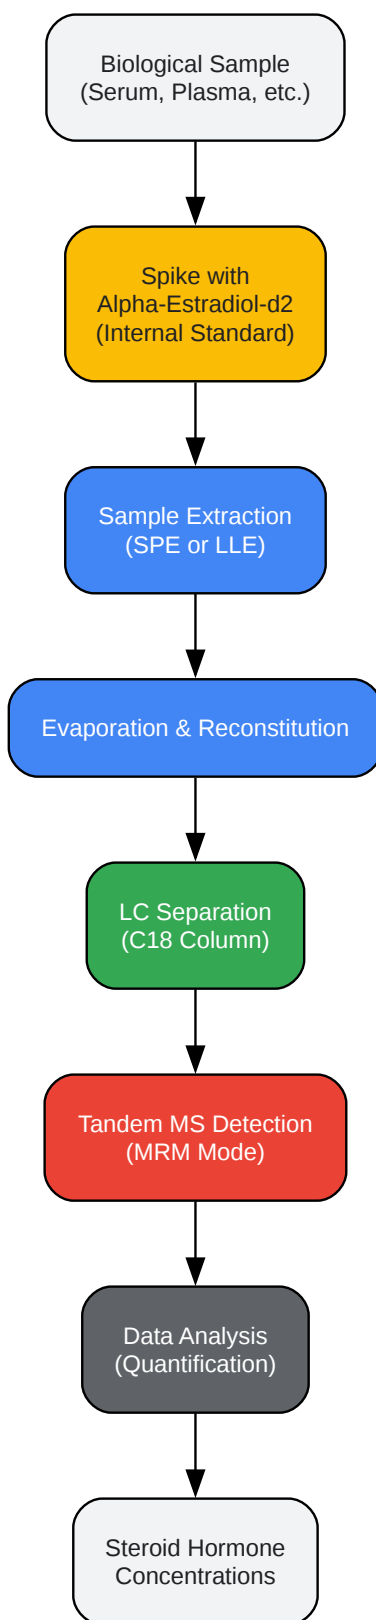 Biological Sample
(Serum, Plasma, etc.)
Spike with
Alpha-Estradiol-d2
(Internal Standard)
Sample Extraction
(SPE or LLE)
Evaporation & Reconstitution
LC Separation
(C18 Column)
Tandem MS Detection
(MRM Mode)
Data Analysis
(Quantification)
Steroid Hormone
Concentrations